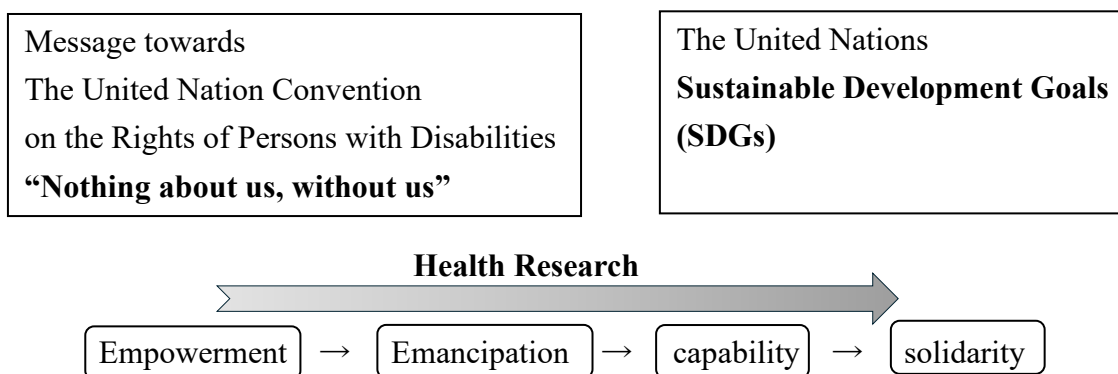 Message towards
The United Nation Convention
on the Rights of Persons with Disabilities
“Nothing about us, without us”
The United Nations
Sustainable Development Goals
(SDGs)
Health Research
Empowerment → Emancipation → capability → solidarity